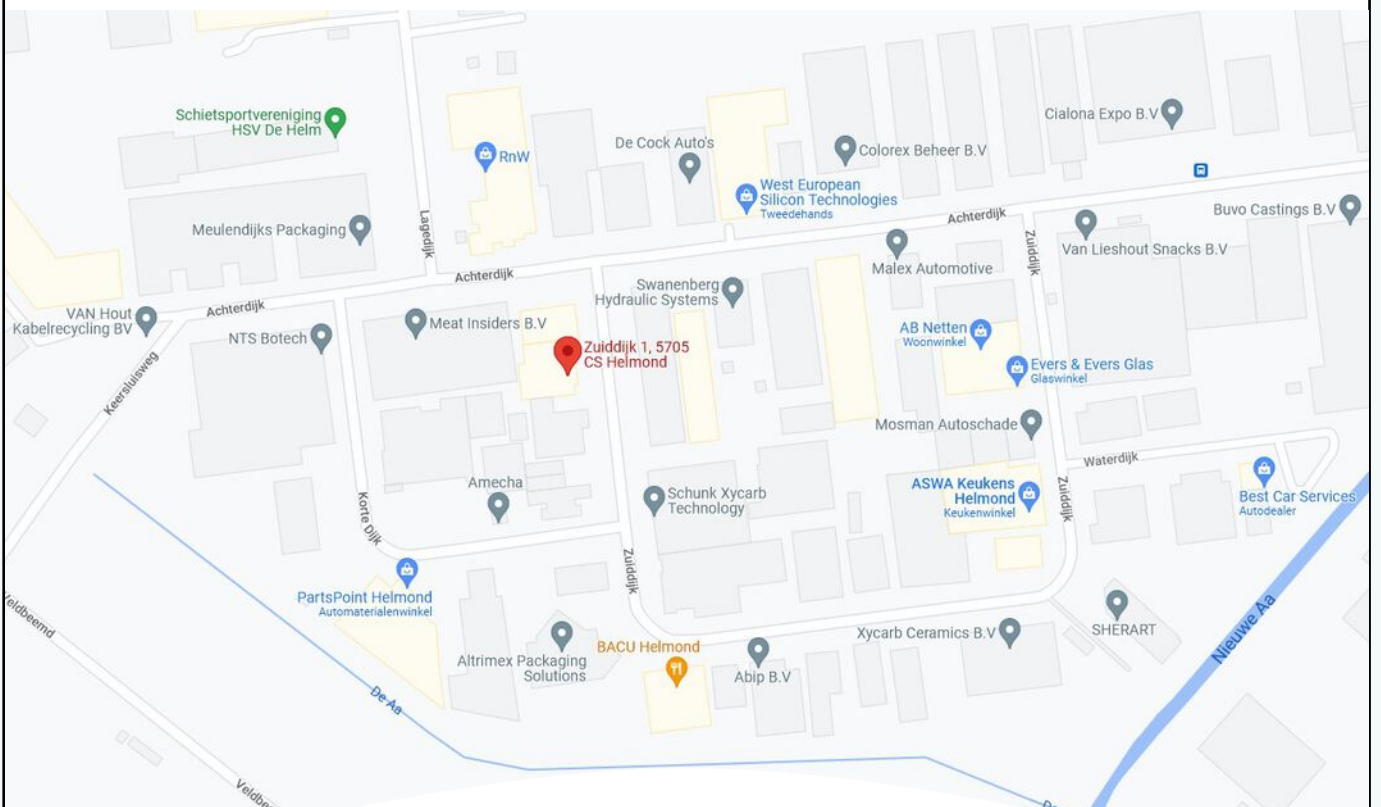 Schietsportvereniging
HSV De Helm
RnW
De Cock Auto's
Colorex Beheer B.V
Cialona Expo B.V
West European
Silicon Technologies
Tweedehands
Meulendijks Packaging
Lagedijk
Achterdijk
Zuiddijk
Buvo Castings B.V
Van Lieshout Snacks B.V
Malex Automotive
Achterdijk
Swanenberg
Hydraulic Systems
Achterdijk
VAN Hout
Kabelrecycling BV
NTS Botech
Meat Insiders B.V
AB Netten
Woonwinkel
Zuiddijk 1, 5705
CS Helmond
Evers & Evers Glas
Glaswinkel
Keersluisweg
Mosman Autoschade
Waterdijk
Amecha
Schunk Xycarb
Technology
ASWA Keukens
Helmond
Keukenwinkel
Zuiddijk
Best Car Services
Autodealer
Korte Dijk
Zuiddijk
PartsPoint Helmond
Automaterialenwinkel
Veldbeemd
Altrimex Packaging
Solutions
BACU Helmond
Abip B.V
Xycarb Ceramics B.V
SHERART
Nieuwe Aa
De Aa